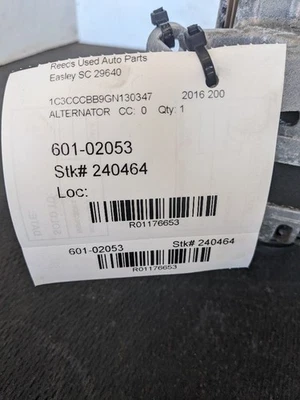 Reec's Used Auto Parts
Easley SC 29640
1C3CCCBB9GN130347 2016 200
ALTERNATOR CC: 0 Qty: 1
601-02053
Stk# 240464
Loc:
R01176653
601-02053 Stk# 240464
R01176653